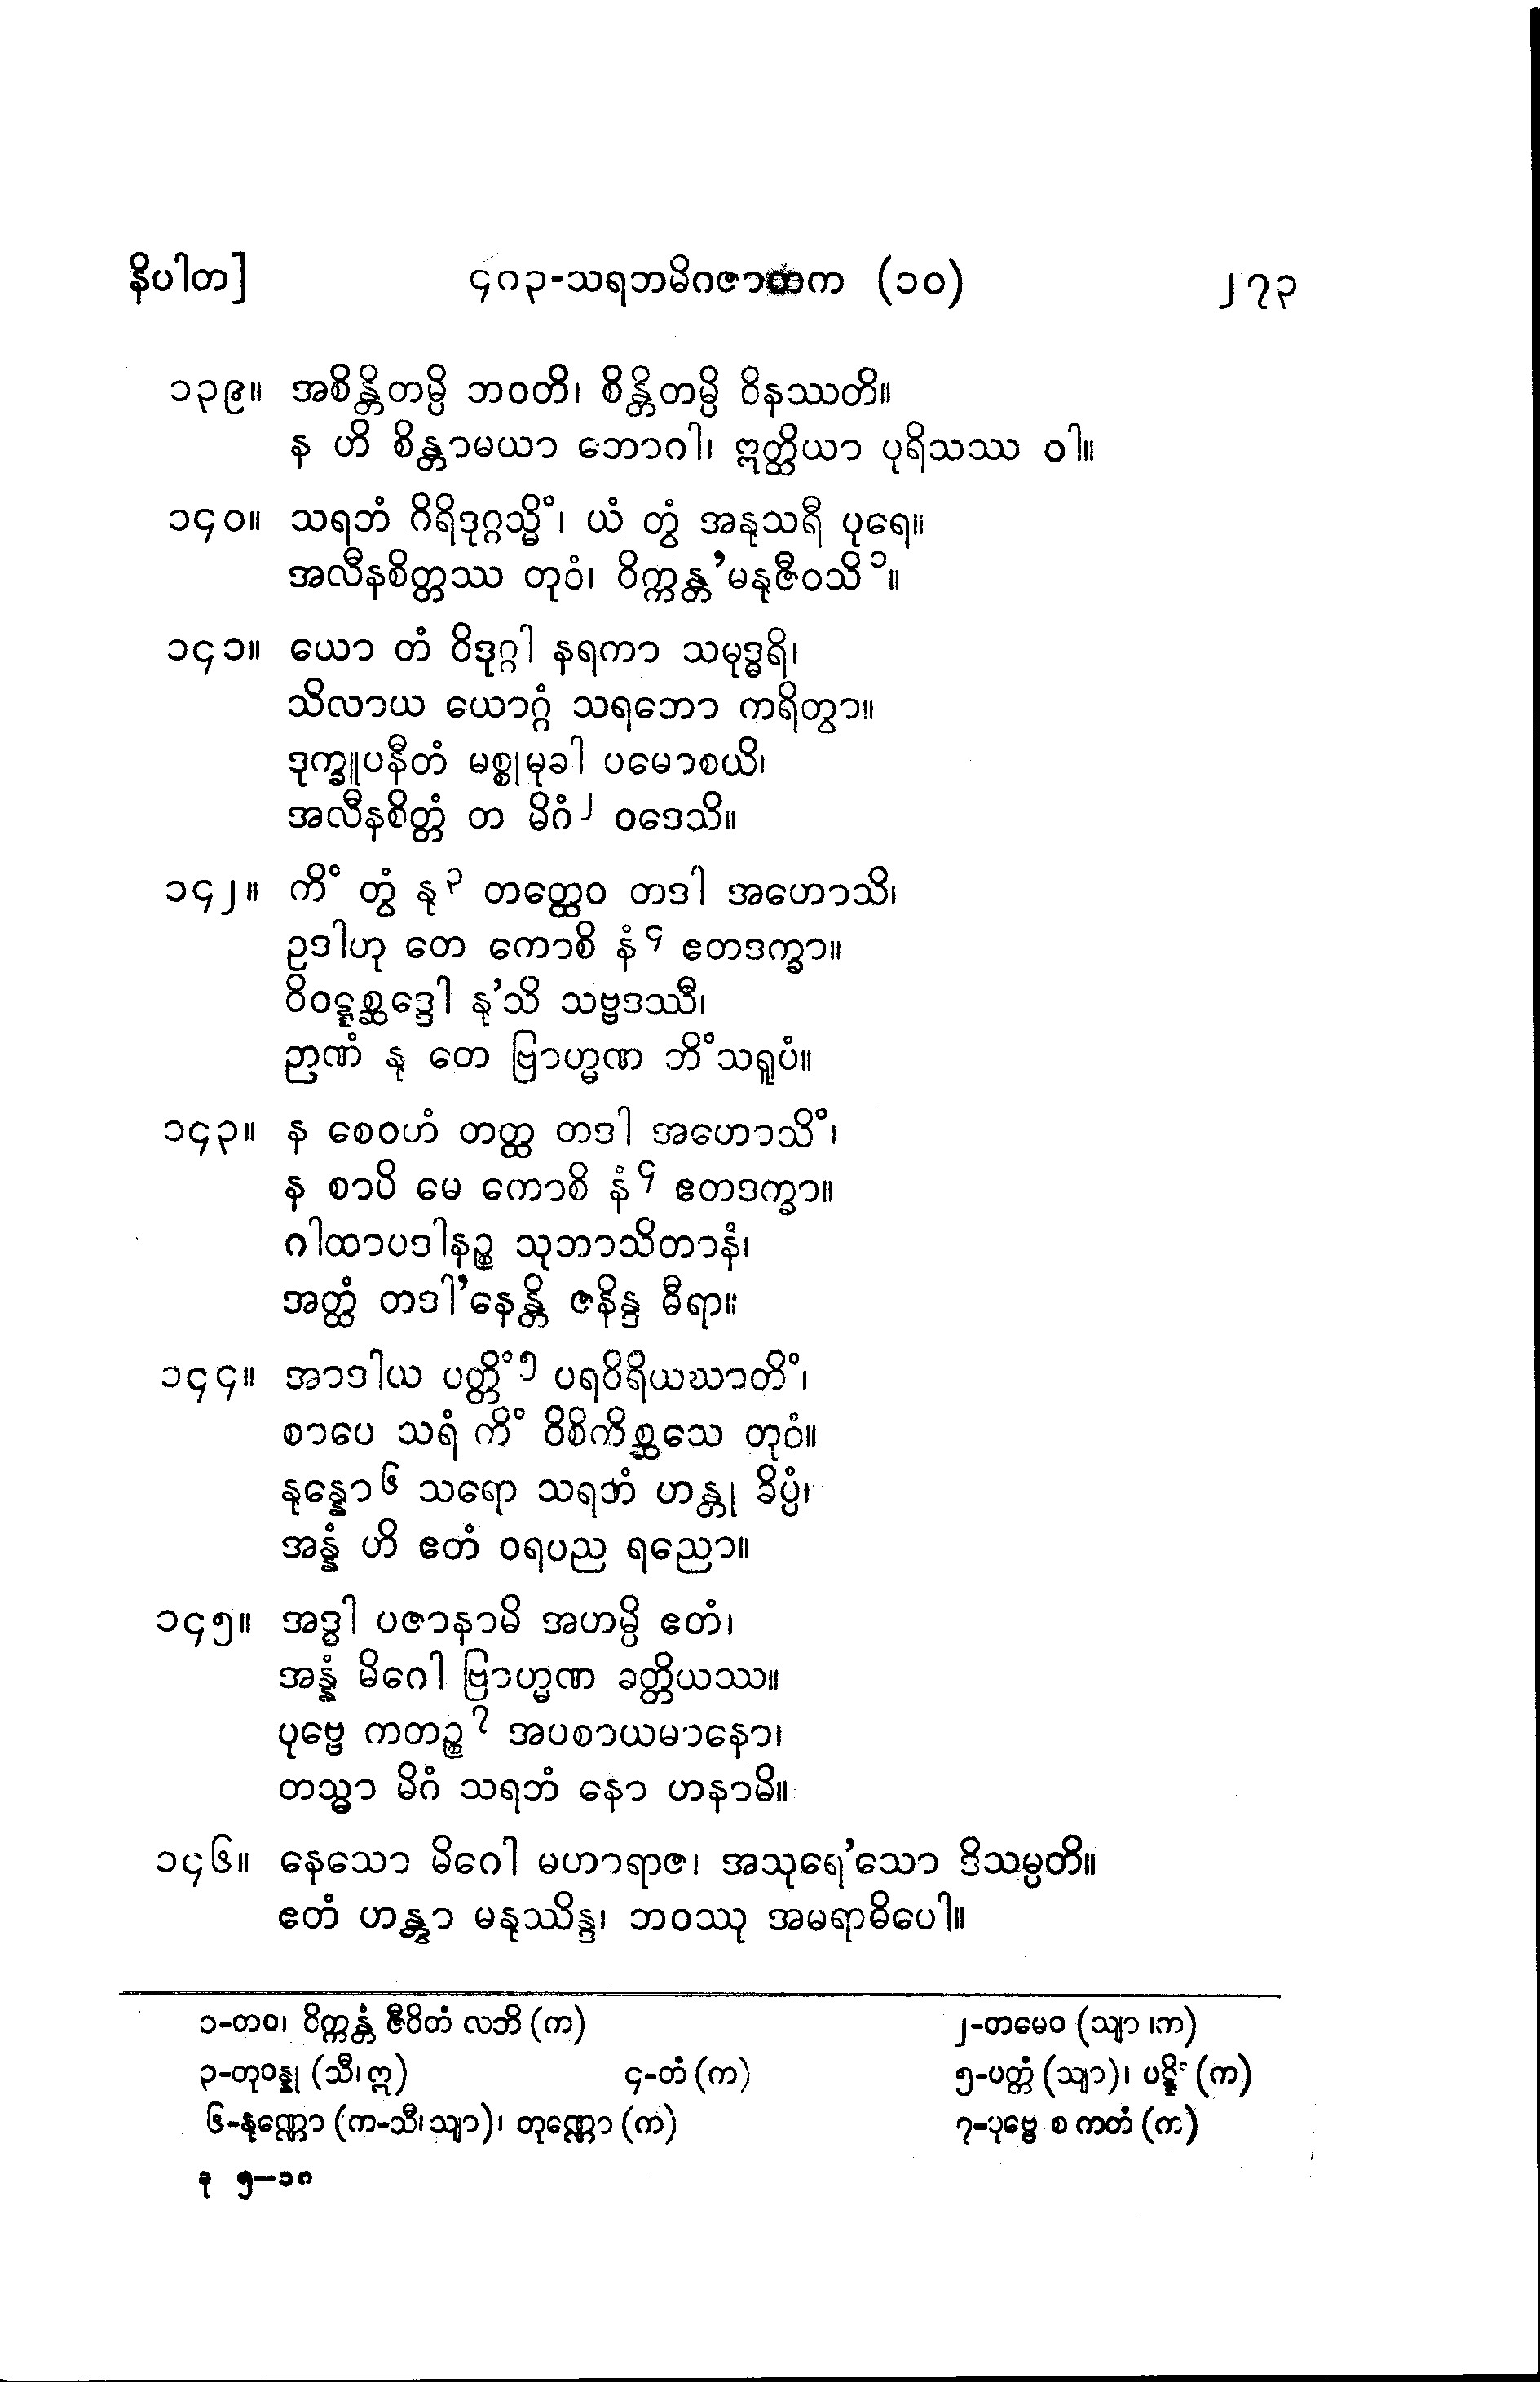 နိပါတ]
၄၈၃-သရဘမိဂဇာတက (၁၀)
၂၇၃
၁၃၉။ အစိန္တိတမ္ပိ ဘဝတိ၊ စိန္တိတမ္ပိ ဝိနဿတိ။
န ဟိ စိန္တာမယာ ဘောဂါ၊ ဣတ္ထိယာ ပုရိသဿ ဝါ။
၁၄၀။ သရဘံ ဂိရိဒုဂ္ဂသ္မိံ၊ ယံ တွံ အနုသရီ ပုရေ။
အလီနစိတ္တဿ တုဝံ၊ ဝိက္ကန္တ’မနုဇီဝသိ ၁။
၁၄၁။ ယော တံ ဝိဒုဂ္ဂါ နရကာ သမုဒ္ဓရိ၊
သိလာယ ယောဂ္ဂံ သရဘော ကရိတွာ။
ဒုက္ခူပနီတံ မစ္စုမုခါ ပမောစယိ၊
အလီနစိတ္တံ တ မိဂံ ၂ ဝဒေသိ။
၁၄၂။ ကိံ တွံ နု ၃ တတ္ထေဝ တဒါ အဟောသိ၊
ဥဒါဟု တေ ကောစိ နံ ၄ ဧတဒက္ခာ။
ဝိဝဋ္ဋစ္ဆဒ္ဒေါ နု’သိ သဗ္ဗဒဿီ၊
ဉာဏံ နု တေ ဗြာဟ္မဏ ဘိံသရူပံ။
၁၄၃။ န စေဝဟံ တတ္ထ တဒါ အဟောသိံ၊
န စာပိ မေ ကောစိ နံ ၄ ဧတဒက္ခာ။
ဂါထာပဒါနဉ္စ သုဘာသိတာနံ၊
အတ္ထံ တဒါ’နေန္တိ ဇနိန္ဒ ဓီရာ။
၁၄၄။ အာဒါယ ပတ္တိံ ၅ ပရဝိရိယဃာတိံ၊
စာပေ သရံ ကိံ ဝိစိကိစ္ဆသေ တုဝံ။
နုန္နော ၆ သရော သရဘံ ဟန္တု ခိပ္ပံ၊
အန္နံ ဟိ ဧတံ ဝရပည ရညော။
၁၄၅။ အဒ္ဓါ ပဇာနာမိ အဟမ္ပိ ဧတံ၊
အန္နံ မိဂေါ ဗြာဟ္မဏ ခတ္တိယဿ။
ပုဗ္ဗေ ကတဉ္စ ၇ အပစာယမာနော၊
တသ္မာ မိဂံ သရဘံ နော ဟနာမိ။
၁၄၆။ နေသော မိဂေါ မဟာရာဇ၊ အသုရေ’သော ဒိသမ္ပတိ။
ဧတံ ဟန္တွာ မနုဿိန္ဒ၊ ဘဝဿု အမရာဓိပေါ။
၁-တဝ၊ ဝိက္ကန္တံ ဇီဝိတံ လဘိ (က) ၂-တမေဝ (သျာ ၊က)
၃-တုဝန္နု (သီ၊ ဣ) ၄-တံ (က) ၅-ပတ္တံ (သျာ)၊ ပဋ္ဋိံ (က)
၆-နုဏ္ဏော (က-သီ၊ သျာ)၊ တုဏ္ဏော (က) ၇-ပုဗ္ဗေ စ ကတံ (က)
ခု ၅—၁၈